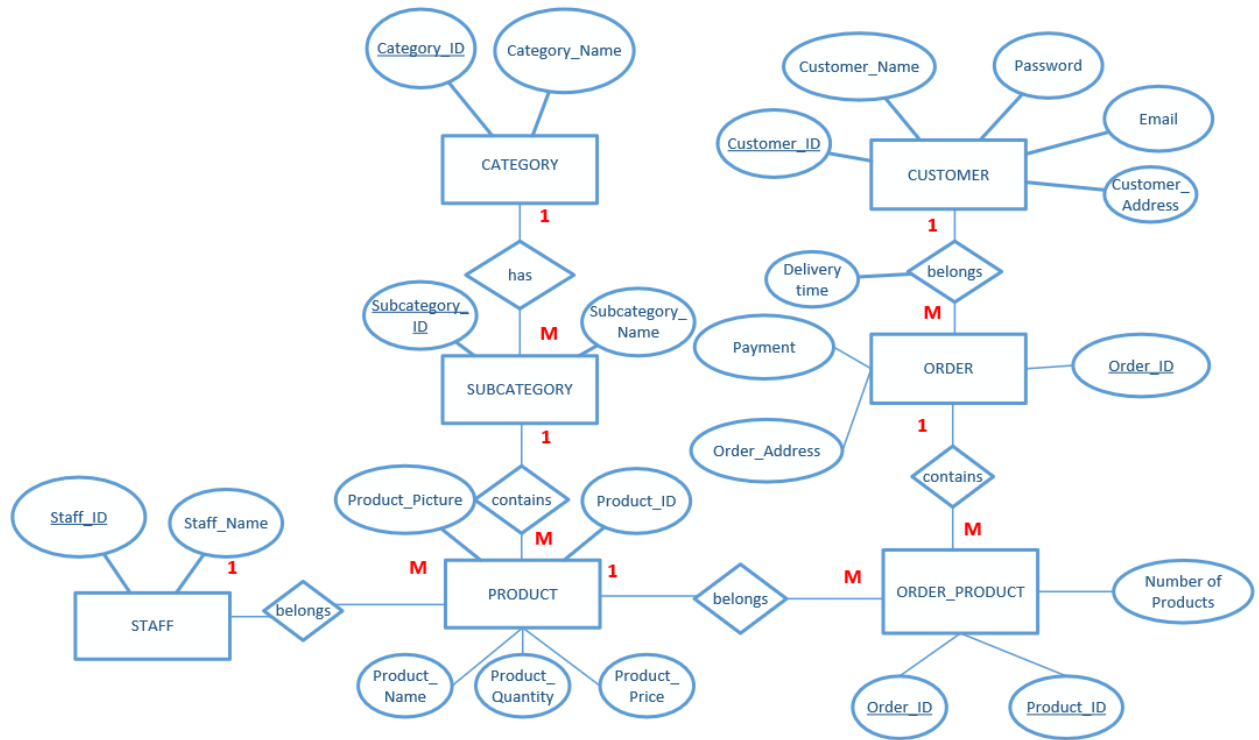 Category_ID
Category_Name
Customer_Name
Password
Email
Customer_ID
CATEGORY
CUSTOMER
Customer_
Address
1
1
has
Delivery
time
belongs
Subcategory_
ID
Subcategory_
Name
M
M
Payment
ORDER
Order_ID
SUBCATEGORY
1
1
Order_Address
contains
Product_Picture
contains
Product_ID
Staff_ID
Staff_Name
M
M
1
M
1
M
PRODUCT
belongs
ORDER_PRODUCT
Number of
Products
STAFF
belongs
Product_
Name
Product_
Quantity
Product_
Price
Order_ID
Product_ID